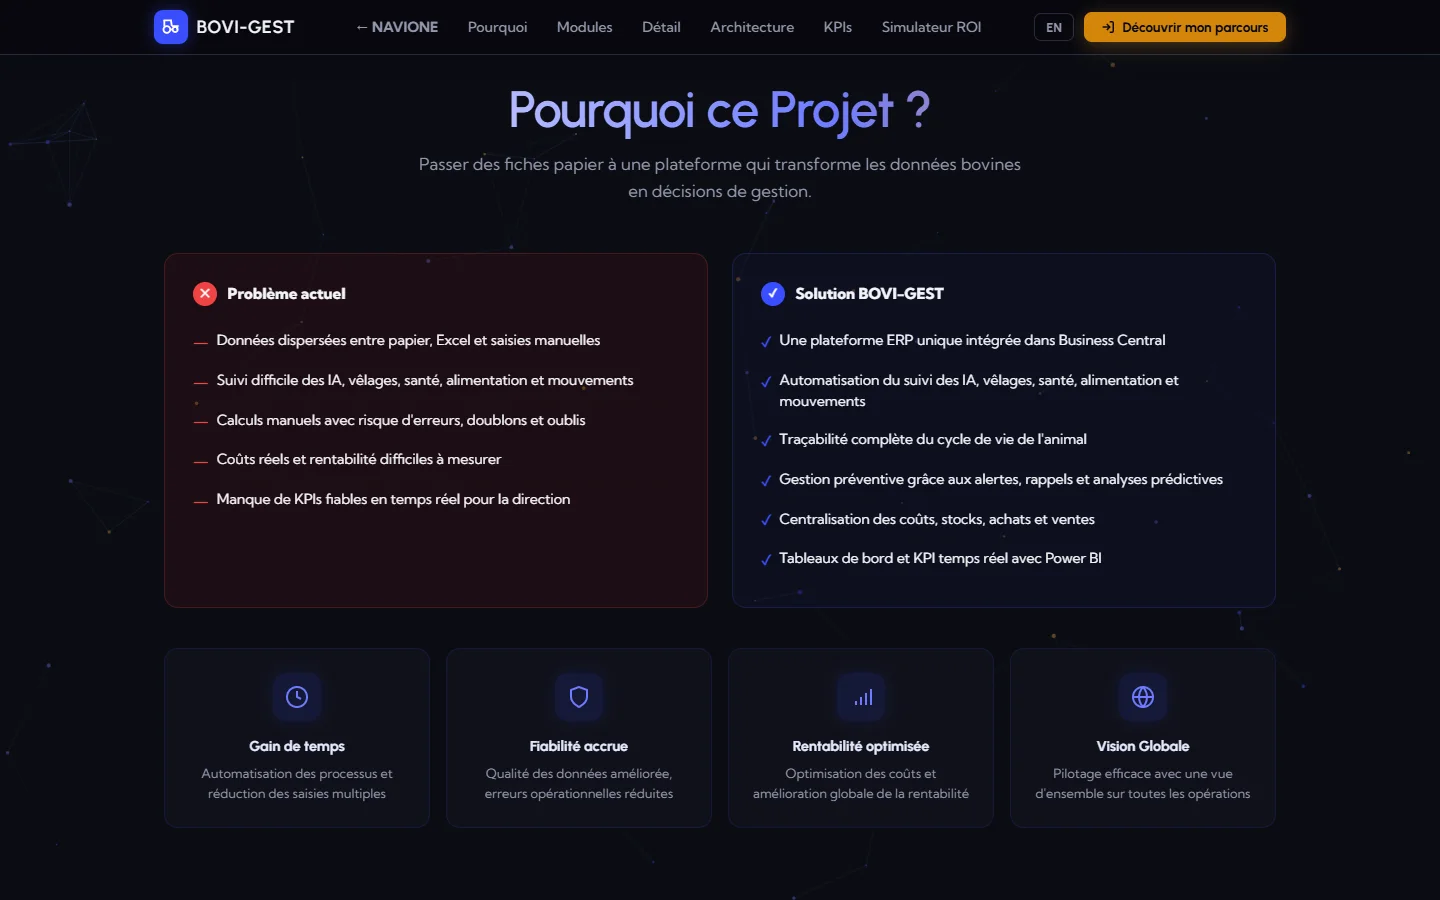 BOVI-GEST
← NAVIONE
Pourquoi
Modules
Détail
Architecture
KPIs
Simulateur ROI
EN
Découvrir mon parcours
Pourquoi ce Projet ?
Passer des fiches papier à une plateforme qui transforme les données bovines
en décisions de gestion.
Problème actuel
— Données dispersées entre papier, Excel et saisies manuelles
— Suivi difficile des IA, vêlages, santé, alimentation et mouvements
— Calculs manuels avec risque d'erreurs, doublons et oublis
— Coûts réels et rentabilité difficiles à mesurer
— Manque de KPIs fiables en temps réel pour la direction
Solution BOVI-GEST
✓ Une plateforme ERP unique intégrée dans Business Central
✓ Automatisation du suivi des IA, vêlages, santé, alimentation et
mouvements
✓ Traçabilité complète du cycle de vie de l'animal
✓ Gestion préventive grâce aux alertes, rappels et analyses prédictives
✓ Centralisation des coûts, stocks, achats et ventes
✓ Tableaux de bord et KPI temps réel avec Power BI
Gain de temps
Automatisation des processus et
réduction des saisies multiples
Fiabilité accrue
Qualité des données améliorée,
erreurs opérationnelles réduites
Rentabilité optimisée
Optimisation des coûts et
amélioration globale de la rentabilité
Vision Globale
Pilotage efficace avec une vue
d'ensemble sur toutes les opérations